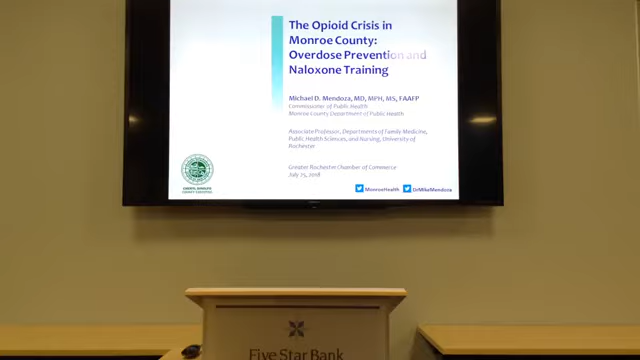 The Opioid Crisis in
Monroe County:
Overdose Prevention and
Naloxone Training
Michael D. Mendoza, MD, MPH, MS, FAAFP
Commissioner of Public Health
Monroe County Department of Public Health
Associate Professor, Departments of Family Medicine,
Public Health Sciences, and Nursing, University of
Rochester
Greater Rochester Chamber of Commerce
July 25, 2018
MonroeHealth DrMikeMendoza
Five Star Bank